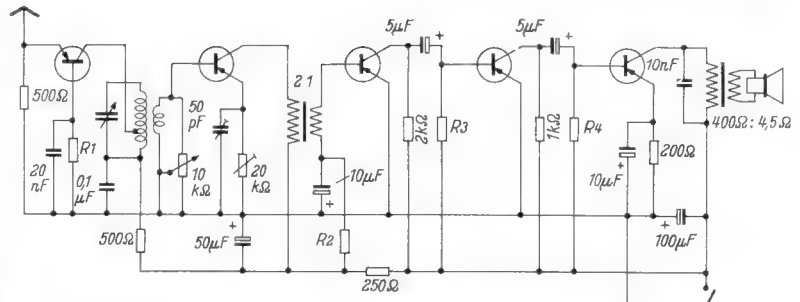 5µF
+
5µF
+
500Ω
50
pF
2 1
10nF
2kΩ
R3
1kΩ
R4
400Ω : 4,5Ω
20
nF
R1
0,1
µF
10
kΩ
20
kΩ
10µF
+
10µF
200Ω
500Ω
+
50µF
R2
250Ω
+
100µF